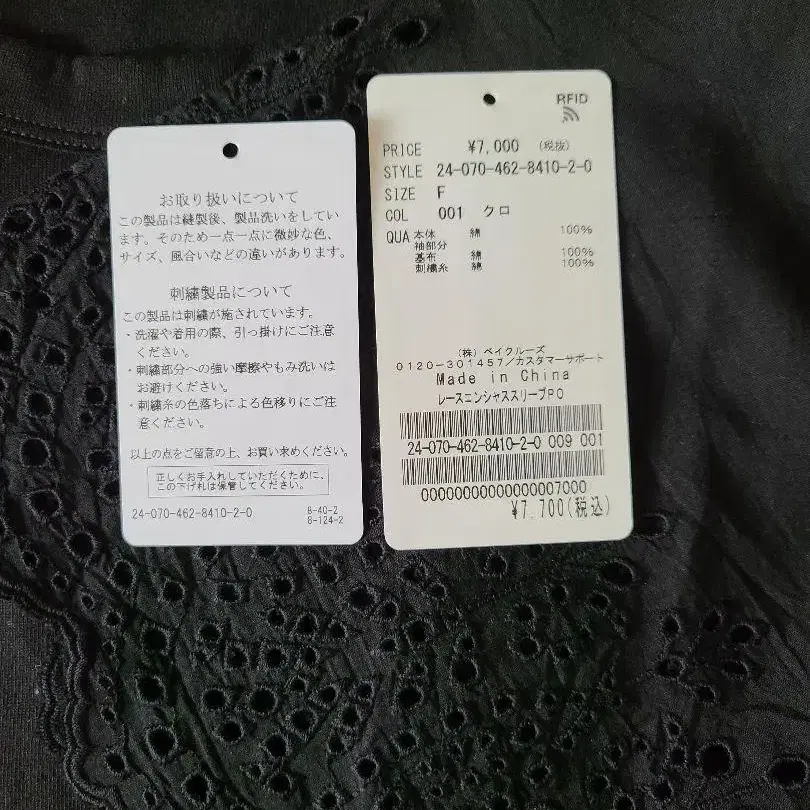 お取り扱いについて
この製品は縫製後、製品洗いをしてい
ます。そのため一点一点に微妙な色、
サイズ、風合いなどの違いがあります。
刺繍製品について
この製品は刺繍が施されています。
・洗濯や着用の際、引っ掛けにご注意
ください。
・刺繍部分への強い摩擦やもみ洗いは
お避けください。
・刺繍糸の色落ちによる色移りにご注
意ください。
以上の点をご留意の上、お買い求めください。
正しくお手入れしていただくために、
この下げ札は保管してください。
24-070-462-8410-2-0
8-40-2
8-124-2
RFID
PRICE ¥7,000 (税抜)
STYLE 24-070-462-8410-2-0
SIZE F
COL 001 クロ
QUA 本体 綿 100%
袖部分
基布 綿 100%
刺繍糸 綿 100%
(株)ベイクルーズ
0120-301457/カスタマーサポート
Made in China
レースニンシャススリーブPO
24-070-462-8410-2-0 009 001
00000000000000007000
¥7,700(税込)